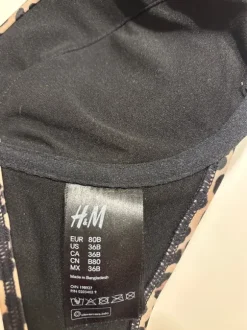 H&M
EUR 80B
US 36B
CA 36B
CN B80
MX 36B
Made in Bangladesh